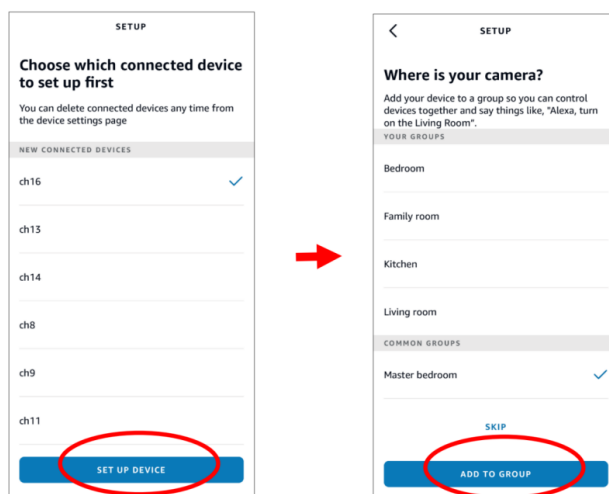 SETUP
Choose which connected device
to set up first
You can delete connected devices any time from
the device settings page
NEW CONNECTED DEVICES
ch16
ch13
ch14
ch8
ch9
ch11
SET UP DEVICE
SETUP
Where is your camera?
Add your device to a group so you can control
devices together and say things like, "Alexa, turn
on the Living Room".
YOUR GROUPS
Bedroom
Family room
Kitchen
Living room
COMMON GROUPS
Master bedroom
SKIP
ADD TO GROUP